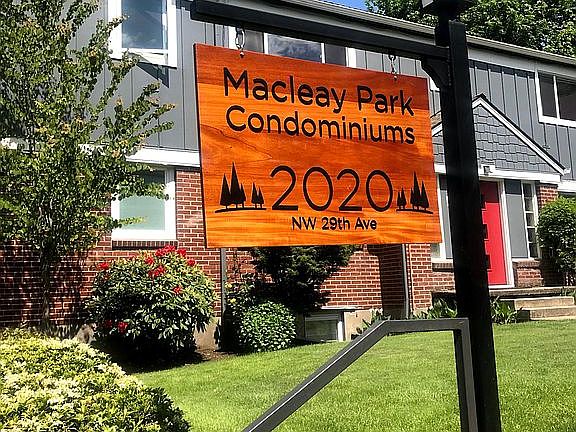 Macleay Park
Condominiums
2020
NW 29th Ave